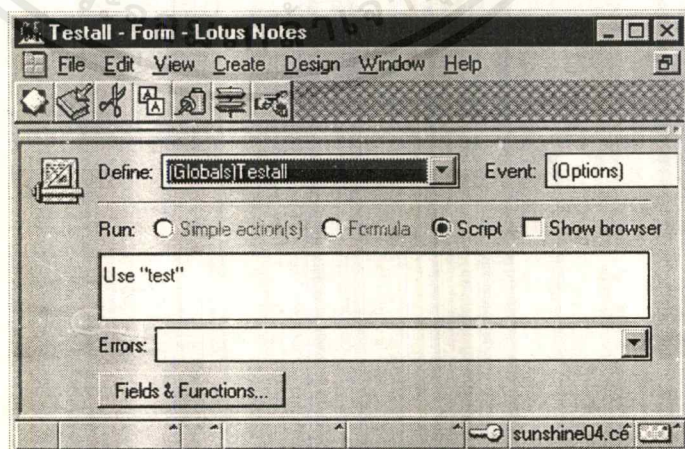 Testall - Form - Lotus Notes
File Edit View Create Design Window Help
Define: (Globals)Testall Event: (Options)
Run: Simple action(s) Formula Script Show browser
Use "test"
Errors:
Fields & Functions...
sunshine04.cé